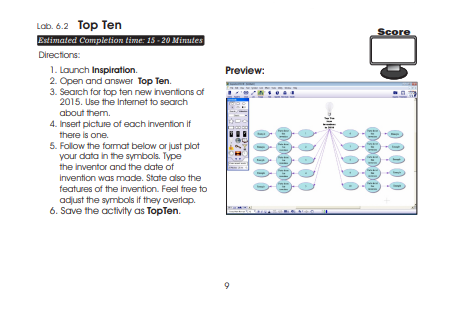 Lab. 6.2 Top Ten
Score
Estimated Completion time: 15 - 20 Minutes
Directions:
1. Launch Inspiration.
Preview:
2. Open and answer Top Ten.
3. Search for top ten new inventions of
2015. Use the Internet to search
about them.
4. Insert picture of each invention if
there is one.
5. Follow the format below or just plot
your data in the symbols. Type
the inventor and the date of
invention was made. State also the
features of the invention. Feel free to
adjust the symbols if they overlap.
6. Save the activity as TopTen.
9